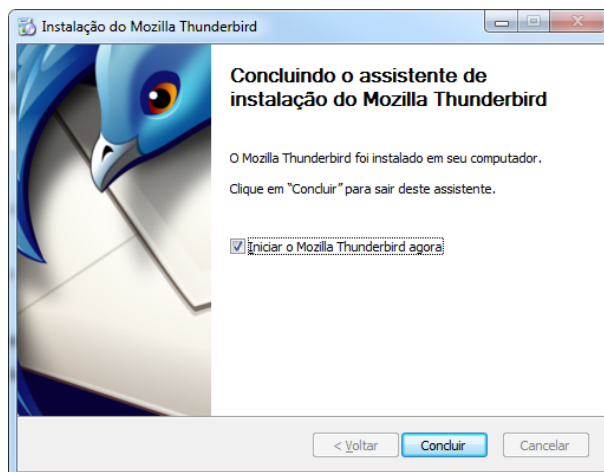 Instalação do Mozilla Thunderbird
Concluindo o assistente de
instalação do Mozilla Thunderbird
O Mozilla Thunderbird foi instalado em seu computador.
Clique em “Concluir” para sair deste assistente.
Iniciar o Mozilla Thunderbird agora
< Voltar
Concluir
Cancelar